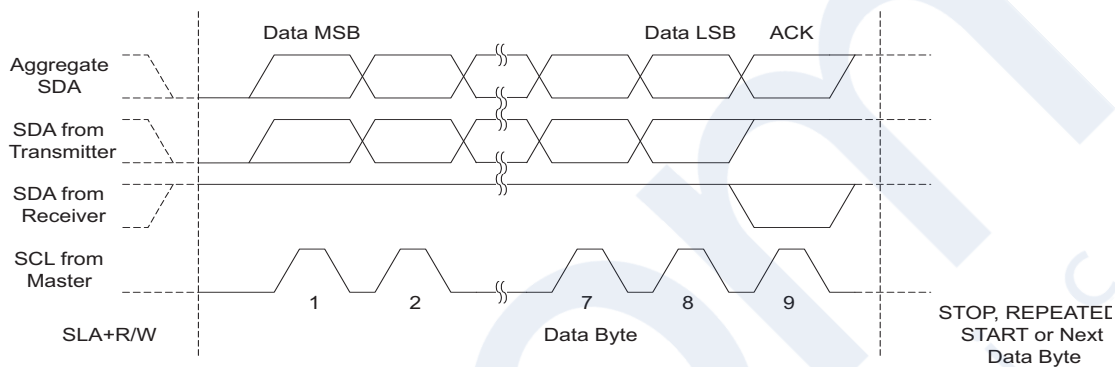 Data MSB
Data LSB
ACK
Aggregate
SDA
SDA from
Transmitter
SDA from
Receiver
SCL from
Master
1
2
7
8
9
SLA+R/W
Data Byte
STOP, REPEATED
START or Next
Data Byte